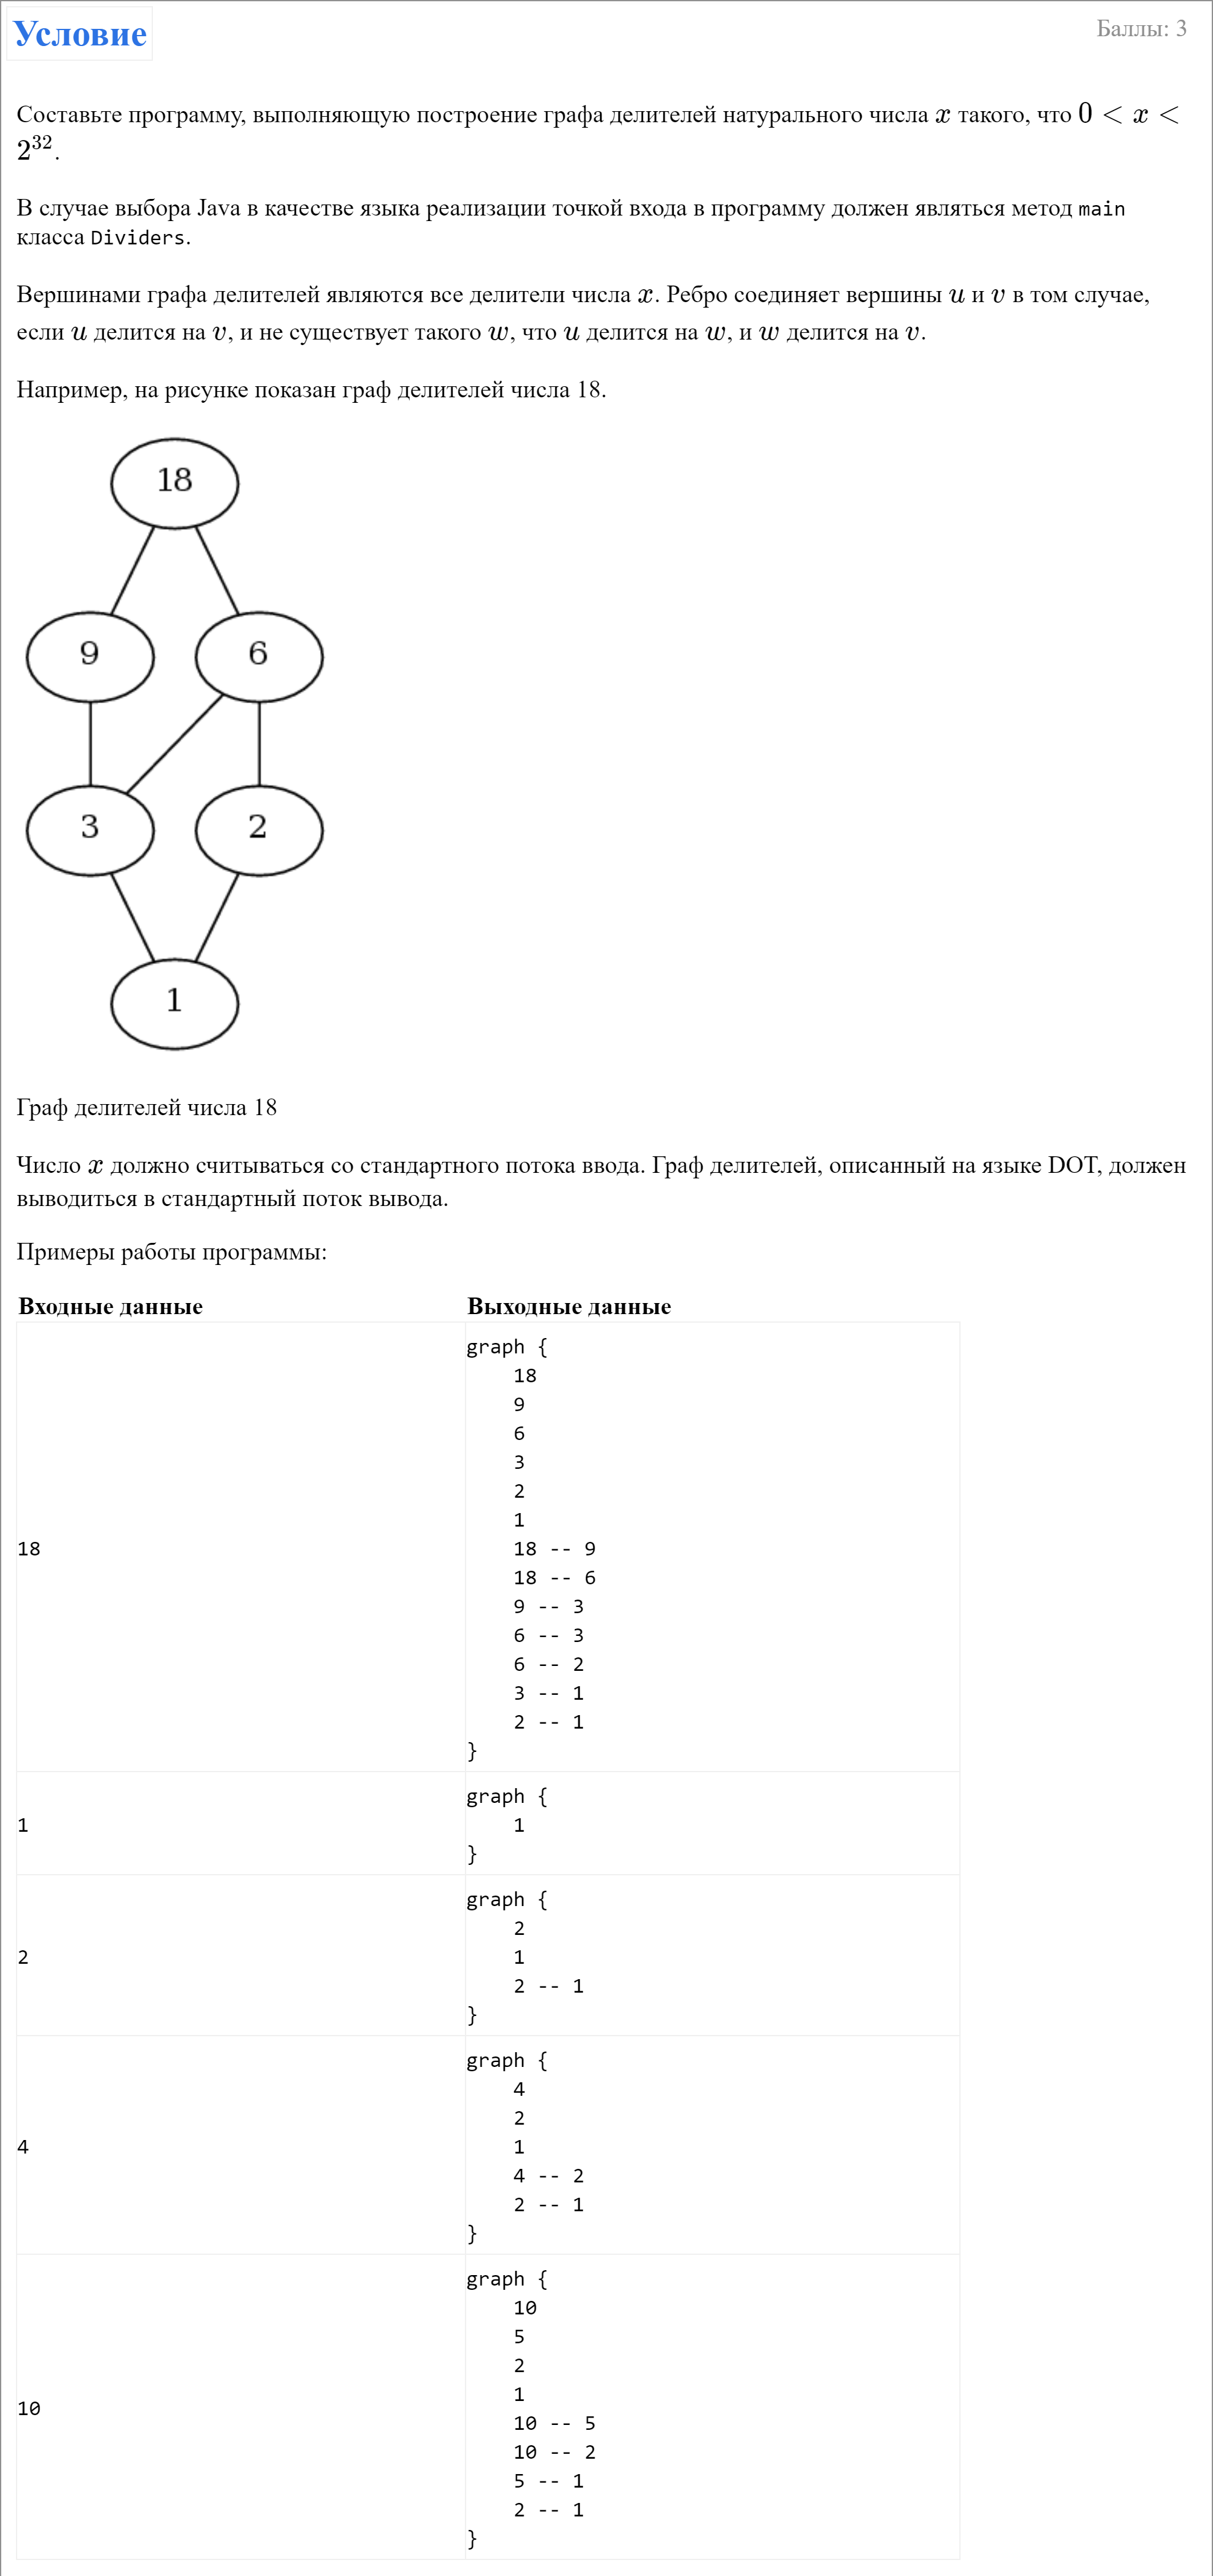 Условие
Баллы: 3
Составьте программу, выполняющую построение графа делителей натурального числа x такого, что 0 < x <
2³².
В случае выбора Java в качестве языка реализации точкой входа в программу должен являться метод main
класса Dividers.
Вершинами графа делителей являются все делители числа x. Ребро соединяет вершины u и v в том случае,
если u делится на v, и не существует такого w, что u делится на w, и w делится на v.
Например, на рисунке показан граф делителей числа 18.
18
9 6
3 2
1
Граф делителей числа 18
Число x должно считываться со стандартного потока ввода. Граф делителей, описанный на языке DOT, должен
выводиться в стандартный поток вывода.
Примеры работы программы:
Входные данные Выходные данные
18
graph {
    18
    9
    6
    3
    2
    1
    18 -- 9
    18 -- 6
    9 -- 3
    6 -- 3
    6 -- 2
    3 -- 1
    2 -- 1
}
1
graph {
    1
}
2
graph {
    2
    1
    2 -- 1
}
4
graph {
    4
    2
    1
    4 -- 2
    2 -- 1
}
10
graph {
    10
    5
    2
    1
    10 -- 5
    10 -- 2
    5 -- 1
    2 -- 1
}